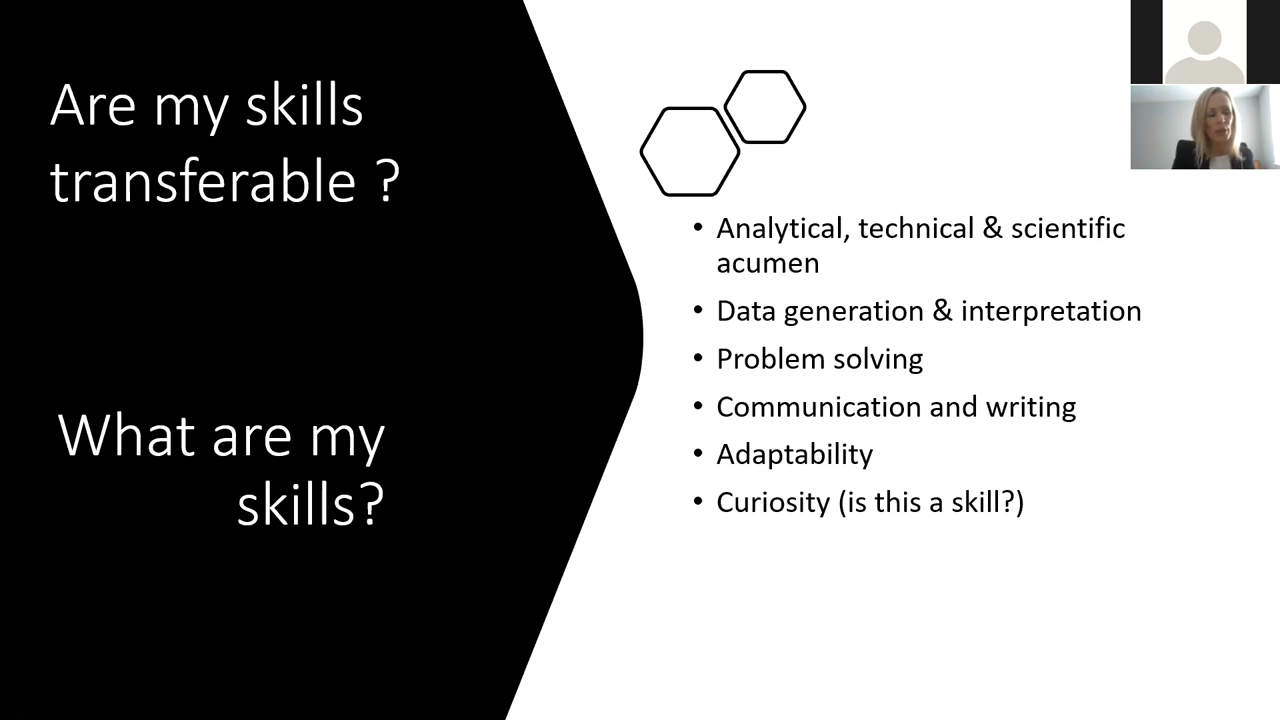 Are my skills
transferable ?
What are my
skills?
• Analytical, technical & scientific
acumen
• Data generation & interpretation
• Problem solving
• Communication and writing
• Adaptability
• Curiosity (is this a skill?)